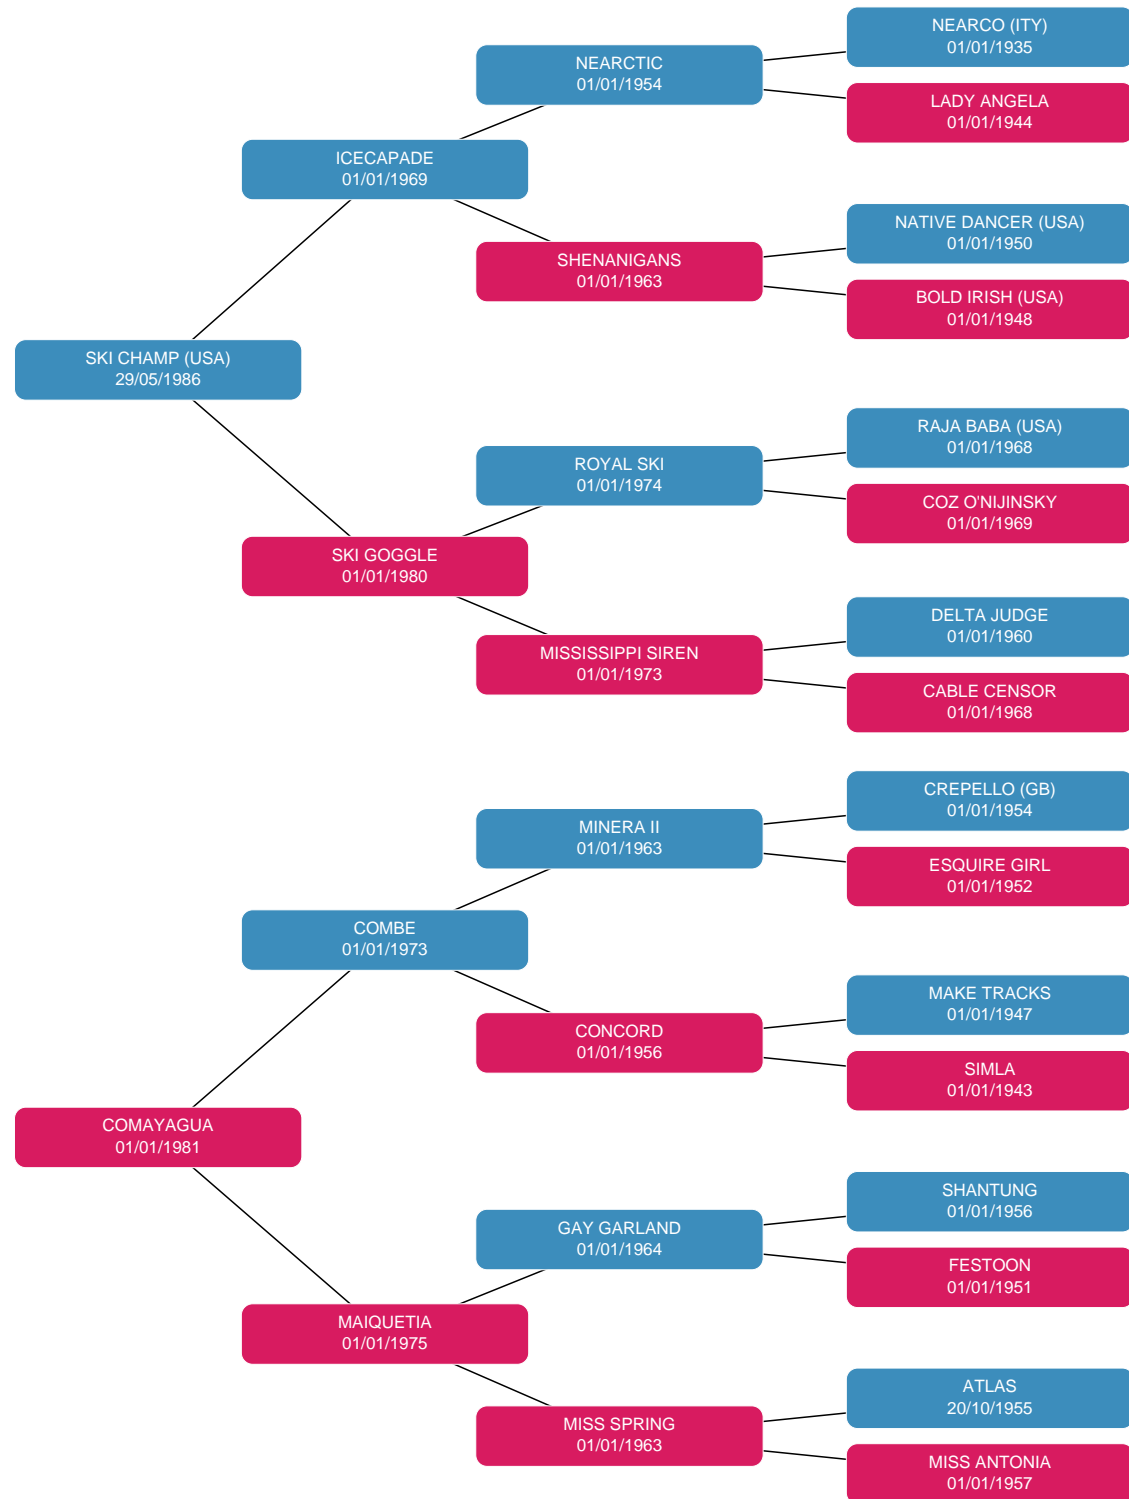 NEARCO (ITY)
01/01/1935
NEARCTIC
01/01/1954
LADY ANGELA
01/01/1944
ICECAPADE
01/01/1969
NATIVE DANCER (USA)
01/01/1950
SHENANIGANS
01/01/1963
BOLD IRISH (USA)
01/01/1948
SKI CHAMP (USA)
29/05/1986
RAJA BABA (USA)
01/01/1968
ROYAL SKI
01/01/1974
COZ O'NIJINSKY
01/01/1969
SKI GOGGLE
01/01/1980
DELTA JUDGE
01/01/1960
MISSISSIPPI SIREN
01/01/1973
CABLE CENSOR
01/01/1968
CREPELLO (GB)
01/01/1954
MINERA II
01/01/1963
ESQUIRE GIRL
01/01/1952
COMBE
01/01/1973
MAKE TRACKS
01/01/1947
CONCORD
01/01/1956
SIMLA
01/01/1943
COMAYAGUA
01/01/1981
SHANTUNG
01/01/1956
GAY GARLAND
01/01/1964
FESTOON
01/01/1951
MAIQUETIA
01/01/1975
ATLAS
20/10/1955
MISS SPRING
01/01/1963
MISS ANTONIA
01/01/1957